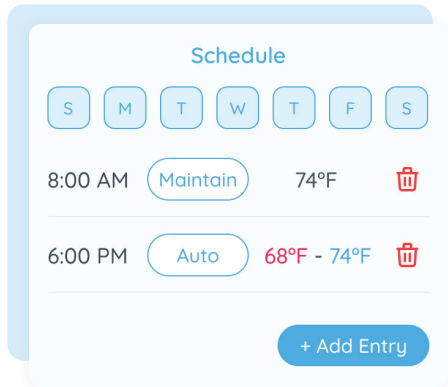 Schedule
S M T W T F S
8:00 AM Maintain 74°F
6:00 PM Auto 68°F - 74°F
+ Add Entry